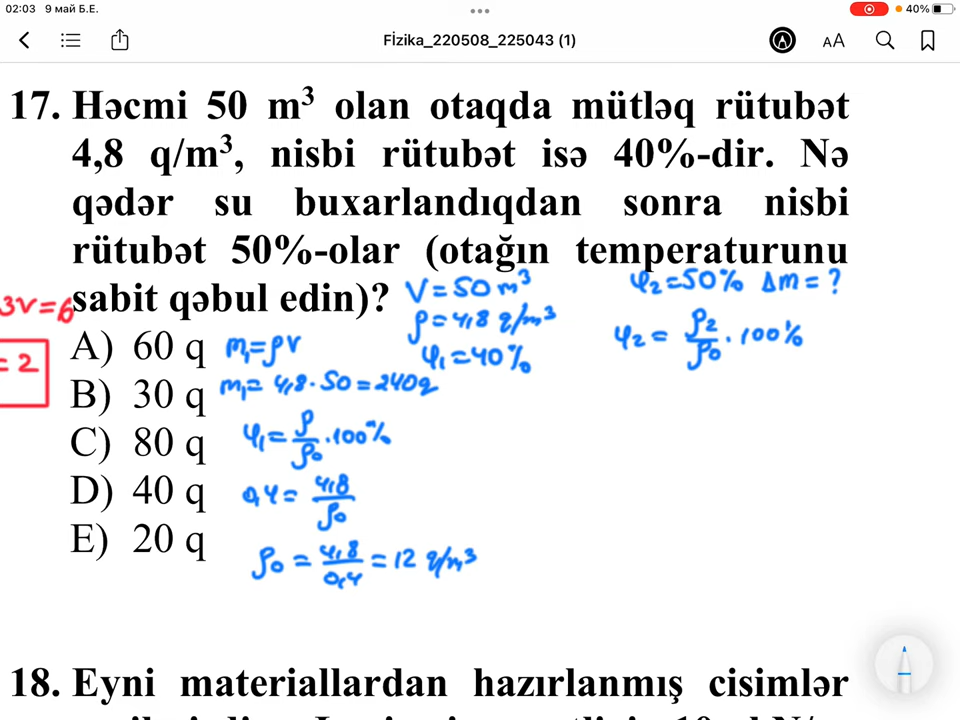 02:03 9 май Б.Е.
40%
Fİzika_220508_225043 (1)
AA
17. Həcmi 50 m³ olan otaqda mütləq rütubət
4,8 q/m³, nisbi rütubət isə 40%-dir. Nə
qədər su buxarlandıqdan sonra nisbi
rütubət 50%-olar (otağın temperaturunu
sabit qəbul edin)?
3V=6
= 2
V=50 m³
ρ=4,8 q/m³
φ₁=40%
φ₂=50% Δm=?
φ₂= ρ₂/ρ₀ · 100%
A) 60 q
m₁=ρV
B) 30 q
m₁= 4,8 · 50 = 240q
C) 80 q
φ₁= ρ/ρ₀ · 100%
D) 40 q
0,4= 4,8/ρ₀
E) 20 q
ρ₀ = 4,8/0,4 = 12 q/m³
18. Eyni materiallardan hazırlanmış cisimlər